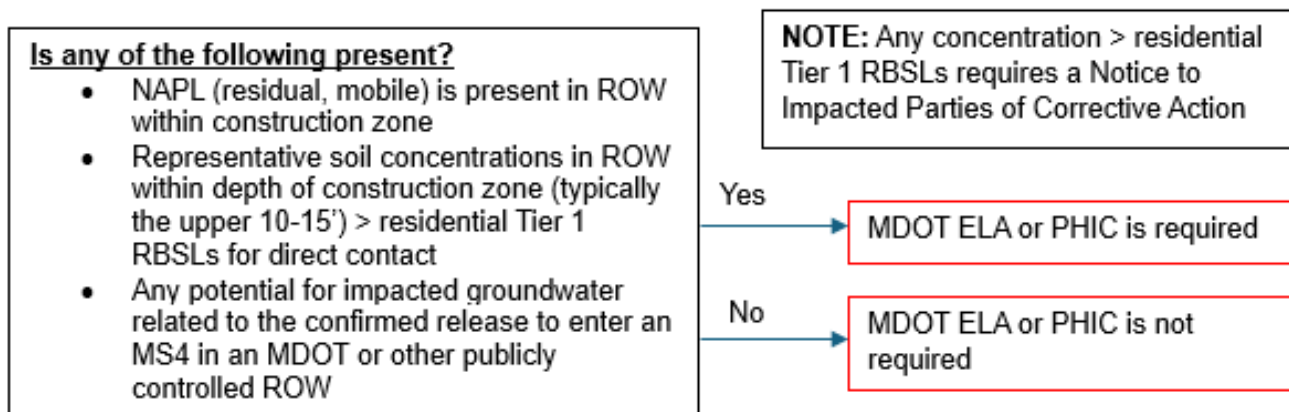 Is any of the following present?
• NAPL (residual, mobile) is present in ROW
within construction zone
• Representative soil concentrations in ROW
within depth of construction zone (typically
the upper 10-15’) > residential Tier 1
RBSLs for direct contact
• Any potential for impacted groundwater
related to the confirmed release to enter an
MS4 in an MDOT or other publicly
controlled ROW
NOTE: Any concentration > residential
Tier 1 RBSLs requires a Notice to
Impacted Parties of Corrective Action
Yes
MDOT ELA or PHIC is required
No
MDOT ELA or PHIC is not
required